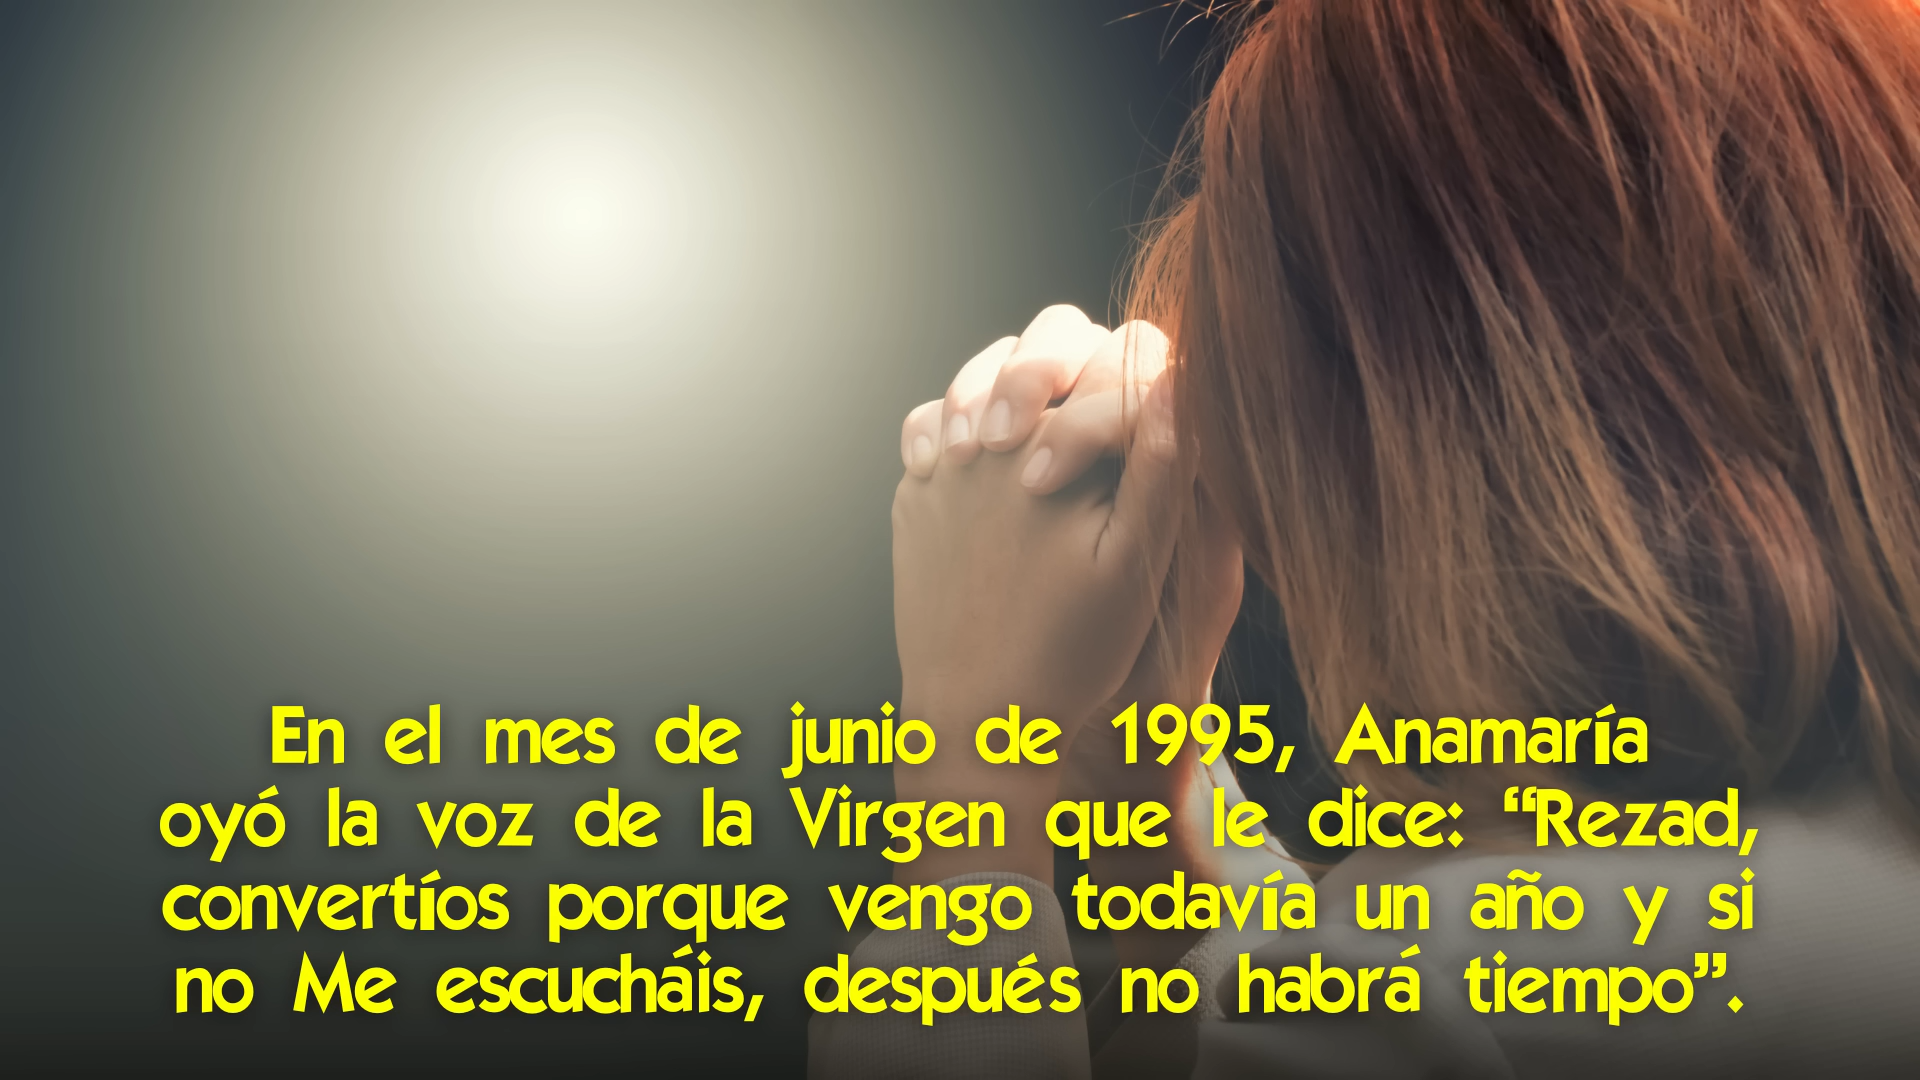 En el mes de junio de 1995, Anamaría
oyó la voz de la Virgen que le dice: “Rezad,
convertíos porque vengo todavía un año y si
no Me escucháis, después no habrá tiempo”.